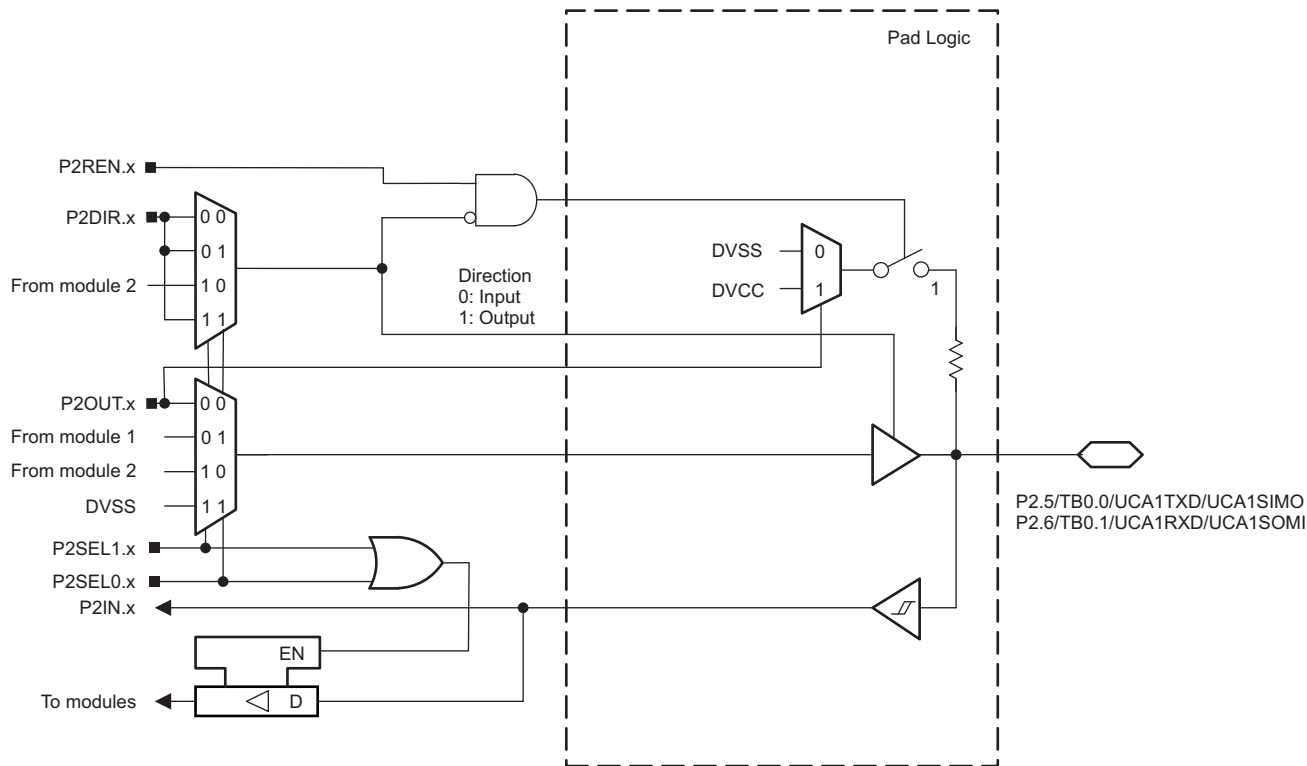 Pad Logic
P2REN.x
P2DIR.x
0 0
0 1
From module 2
1 0
1 1
Direction
0: Input
1: Output
DVSS
0
DVCC
1
1
P2OUT.x
0 0
From module 1
0 1
From module 2
1 0
DVSS
1 1
P2.5/TB0.0/UCA1TXD/UCA1SIMO
P2.6/TB0.1/UCA1RXD/UCA1SOMI
P2SEL1.x
P2SEL0.x
P2IN.x
EN
To modules
D